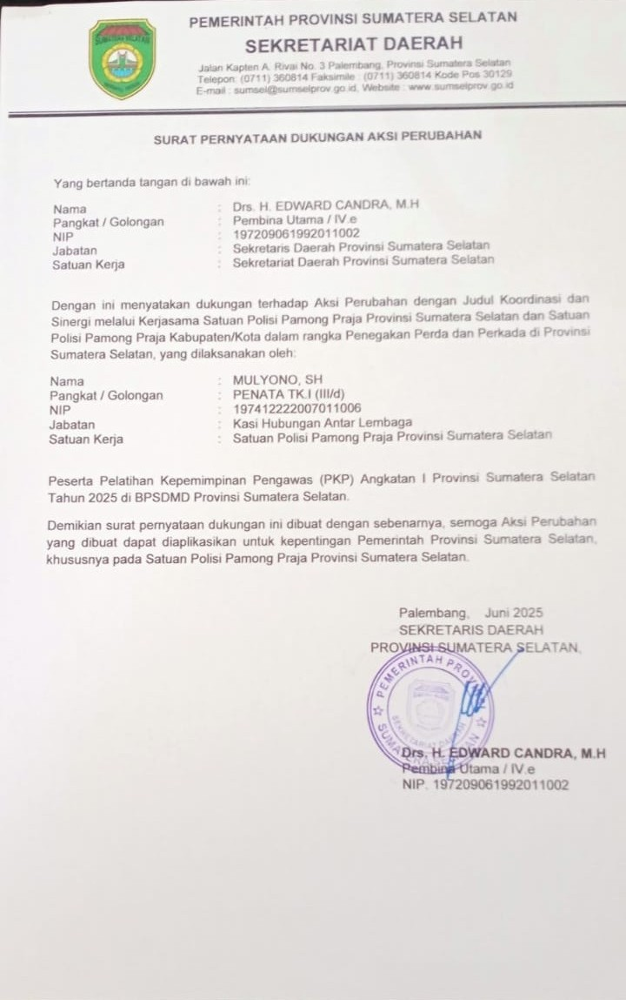 SUMATERA SELATAN
PEMERINTAH PROVINSI SUMATERA SELATAN
SEKRETARIAT DAERAH
Jalan Kapten A. Rivai No. 3 Palembang, Provinsi Sumatera Selatan
Telepon: (0711) 360814 Faksimile : (0711) 360814 Kode Pos 30129
E-mail : sumsel@sumselprov.go.id, Website : www.sumselprov.go.id
SURAT PERNYATAAN DUKUNGAN AKSI PERUBAHAN
Yang bertanda tangan di bawah ini:
Nama : Drs. H. EDWARD CANDRA, M.H
Pangkat / Golongan : Pembina Utama / IV.e
NIP : 197209061992011002
Jabatan : Sekretaris Daerah Provinsi Sumatera Selatan
Satuan Kerja : Sekretariat Daerah Provinsi Sumatera Selatan
Dengan ini menyatakan dukungan terhadap Aksi Perubahan dengan Judul Koordinasi dan
Sinergi melalui Kerjasama Satuan Polisi Pamong Praja Provinsi Sumatera Selatan dan Satuan
Polisi Pamong Praja Kabupaten/Kota dalam rangka Penegakan Perda dan Perkada di Provinsi
Sumatera Selatan, yang dilaksanakan oleh:
Nama : MULYONO, SH
Pangkat / Golongan : PENATA TK.I (III/d)
NIP : 197412222007011006
Jabatan : Kasi Hubungan Antar Lembaga
Satuan Kerja : Satuan Polisi Pamong Praja Provinsi Sumatera Selatan
Peserta Pelatihan Kepemimpinan Pengawas (PKP) Angkatan I Provinsi Sumatera Selatan
Tahun 2025 di BPSDMD Provinsi Sumatera Selatan.
Demikian surat pernyataan dukungan ini dibuat dengan sebenarnya, semoga Aksi Perubahan
yang dibuat dapat diaplikasikan untuk kepentingan Pemerintah Provinsi Sumatera Selatan,
khususnya pada Satuan Polisi Pamong Praja Provinsi Sumatera Selatan.
Palembang, Juni 2025
SEKRETARIS DAERAH
PROVINSI SUMATERA SELATAN,
PEMERINTAH PROV
SEKRETARIAT DAERAH
SUMATERA SELATAN
Drs. H. EDWARD CANDRA, M.H
Pembina Utama / IV.e
NIP. 197209061992011002